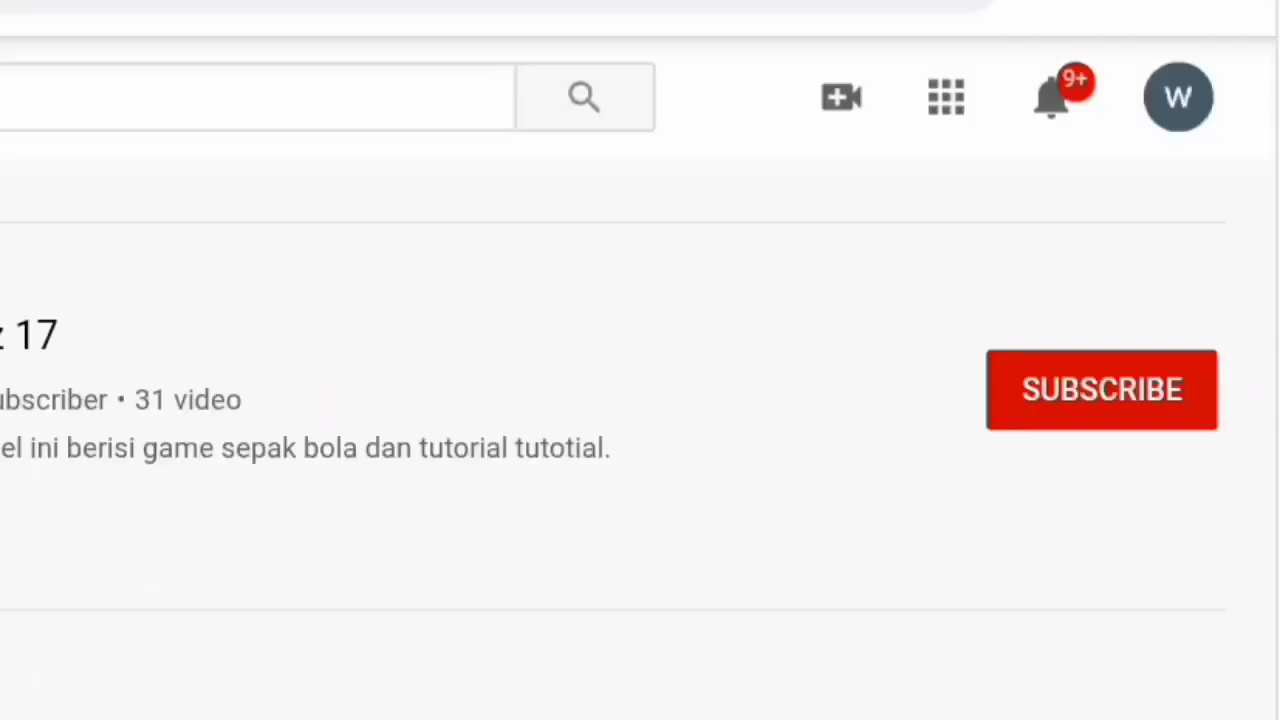 9+
W
17
ubscriber • 31 video
el ini berisi game sepak bola dan tutorial tutotial.
SUBSCRIBE